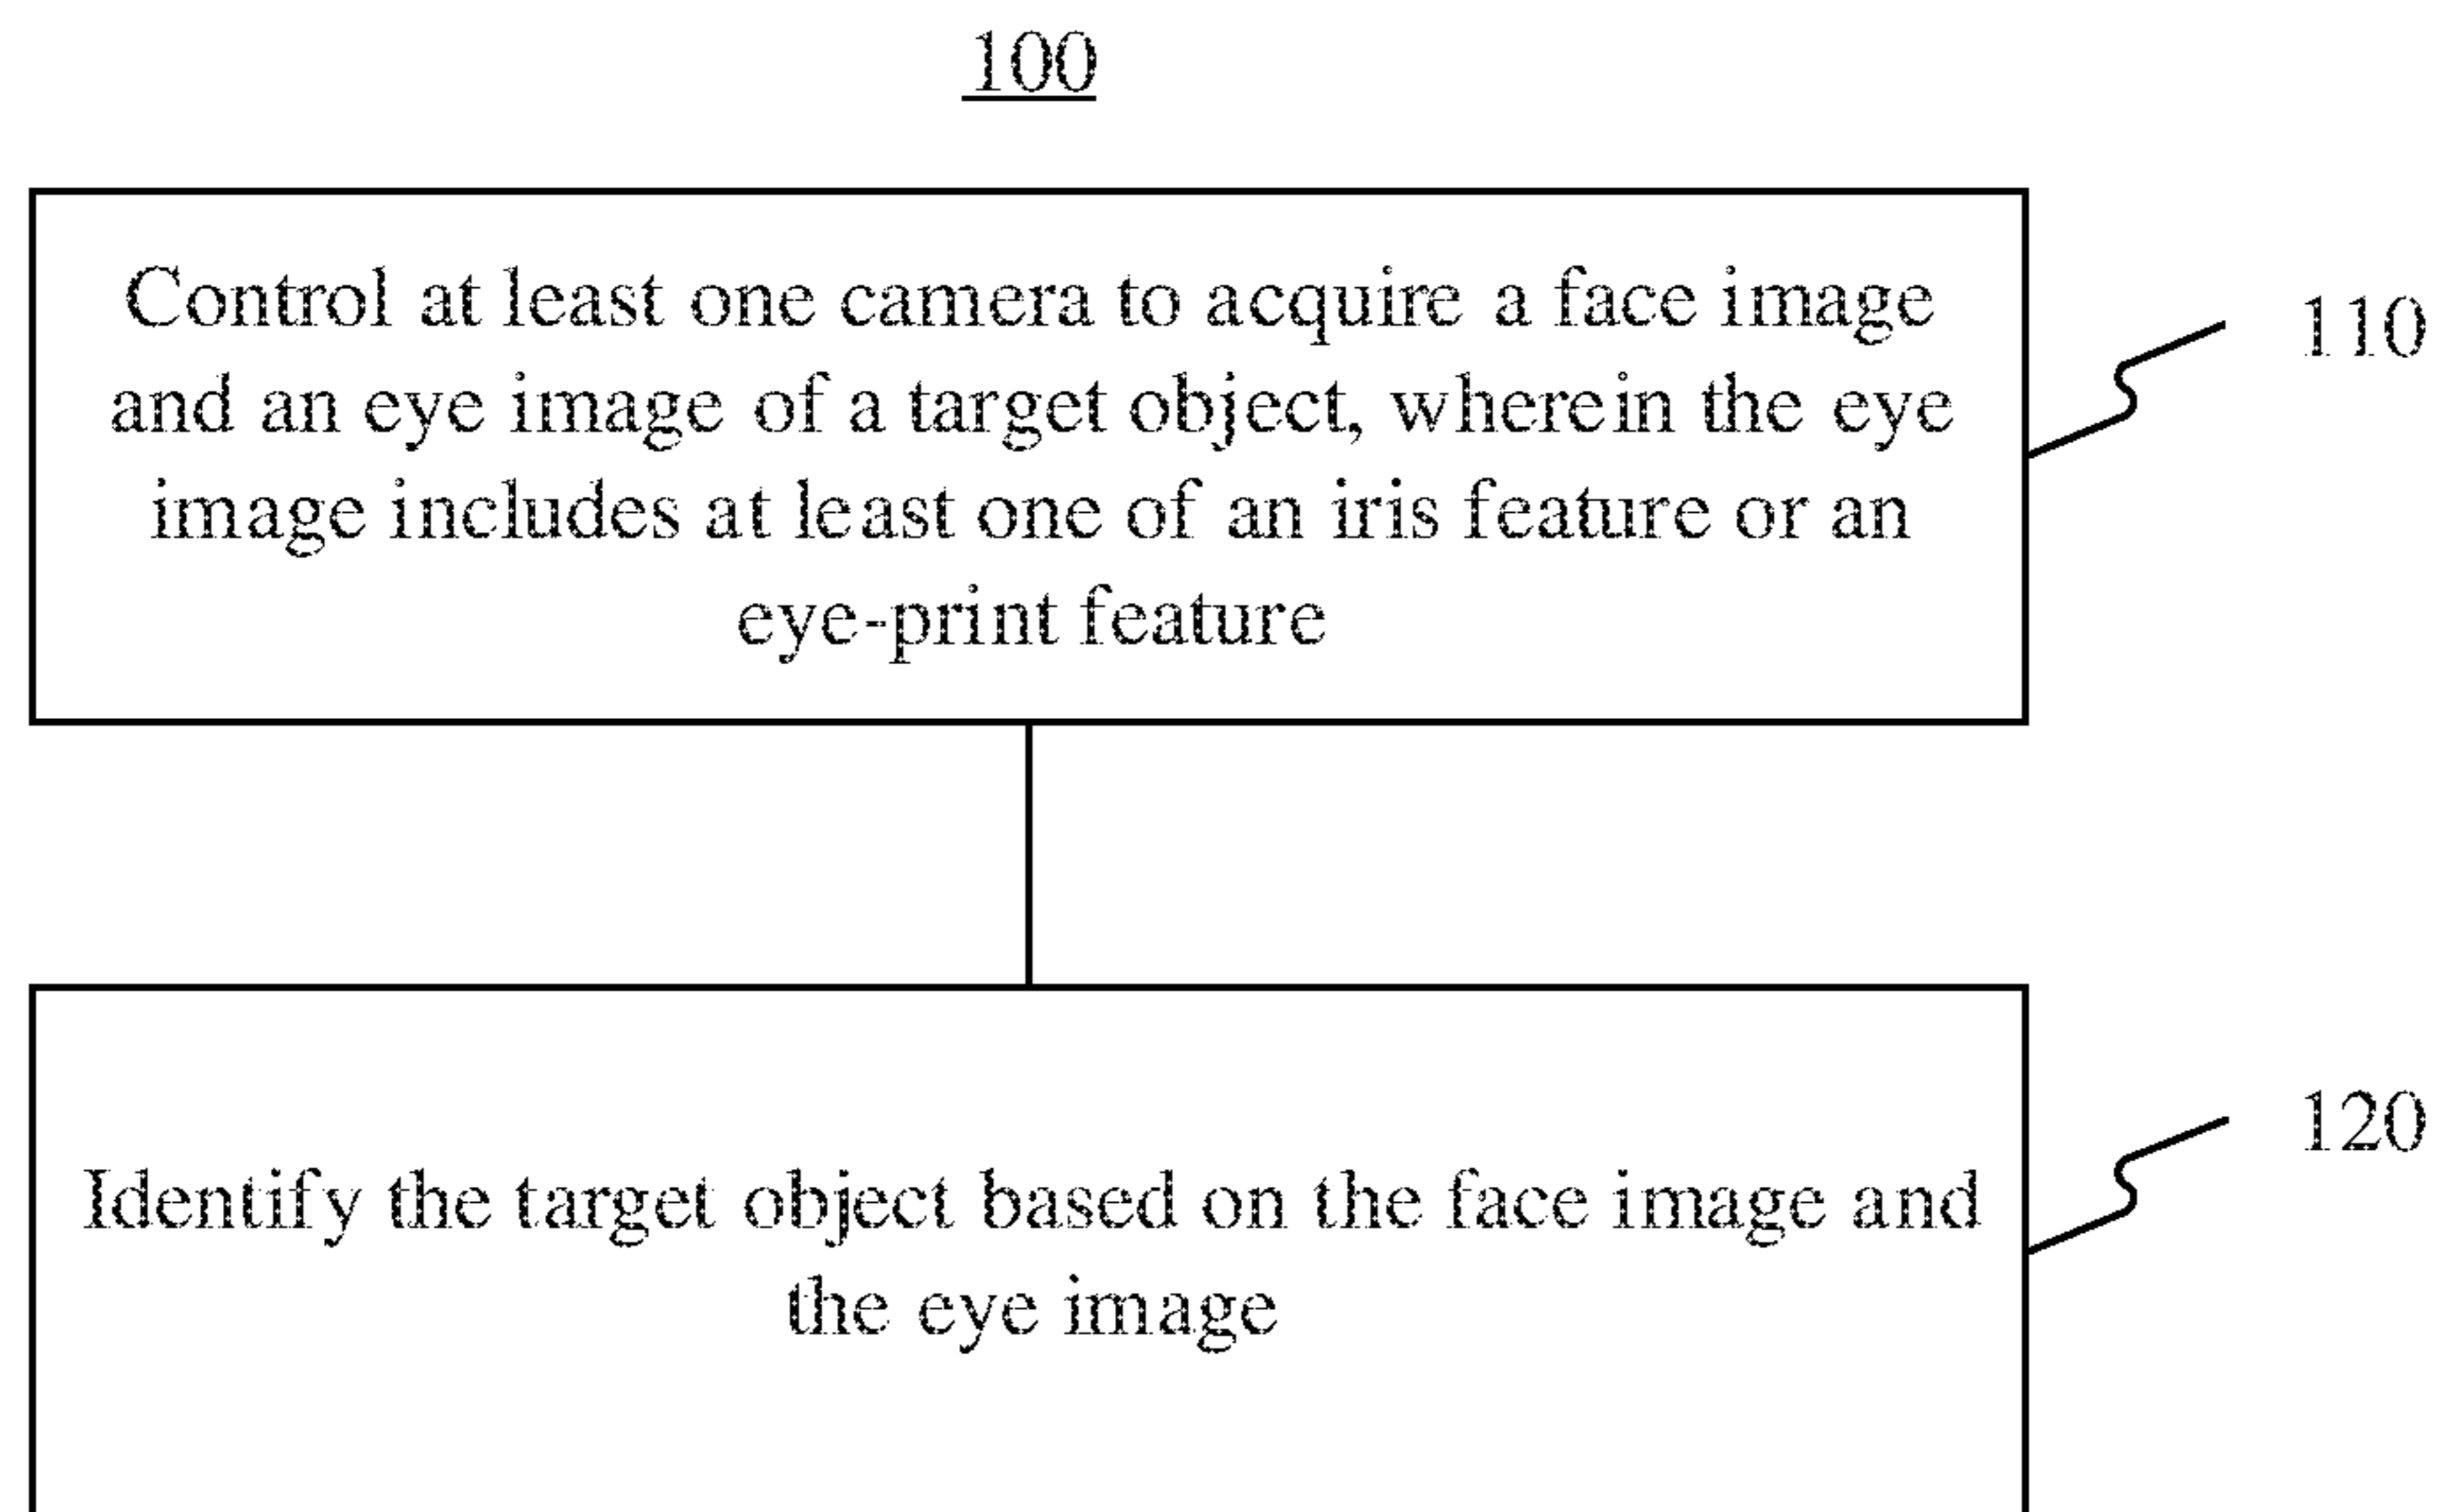 100
Control at least one camera to acquire a face image
and an eye image of a target object, wherein the eye
image includes at least one of an iris feature or an
eye-print feature
110
Identify the target object based on the face image and
the eye image
120